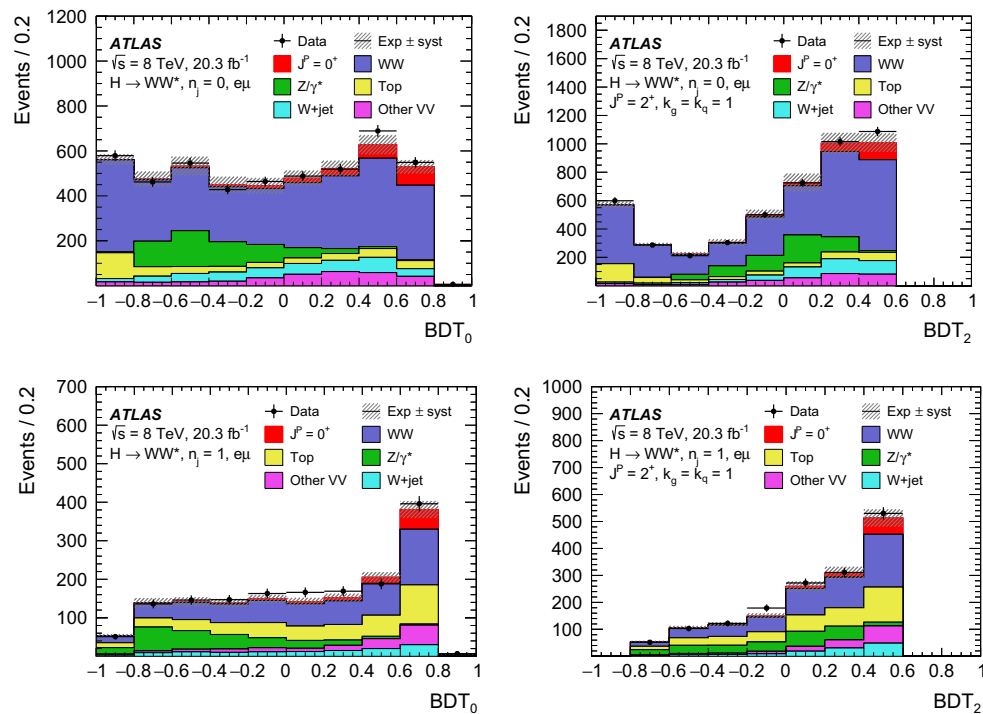 Events / 0.2
1200
1000
800
600
400
200
ATLAS
√s = 8 TeV, 20.3 fb⁻¹
H → WW*, n_j = 0, eμ
Data
Exp ± syst
J^P = 0⁺
WW
Z/γ*
Top
W+jet
Other VV
−1 −0.8 −0.6 −0.4 −0.2 0 0.2 0.4 0.6 0.8 1
BDT₀
Events / 0.2
1800
1600
1400
1200
1000
800
600
400
200
ATLAS
√s = 8 TeV, 20.3 fb⁻¹
H → WW*, n_j = 0, eμ
J^P = 2⁺, k_g = k_q = 1
Data
Exp ± syst
J^P = 0⁺
WW
Z/γ*
Top
W+jet
Other VV
−1 −0.8 −0.6 −0.4 −0.2 0 0.2 0.4 0.6 0.8 1
BDT₂
Events / 0.2
700
600
500
400
300
200
100
ATLAS
√s = 8 TeV, 20.3 fb⁻¹
H → WW*, n_j = 1, eμ
Data
Exp ± syst
J^P = 0⁺
WW
Top
Z/γ*
Other VV
W+jet
−1 −0.8 −0.6 −0.4 −0.2 0 0.2 0.4 0.6 0.8 1
BDT₀
Events / 0.2
1000
900
800
700
600
500
400
300
200
100
ATLAS
√s = 8 TeV, 20.3 fb⁻¹
H → WW*, n_j = 1, eμ
J^P = 2⁺, k_g = k_q = 1
Data
Exp ± syst
J^P = 0⁺
WW
Top
Z/γ*
Other VV
W+jet
−1 −0.8 −0.6 −0.4 −0.2 0 0.2 0.4 0.6 0.8 1
BDT₂